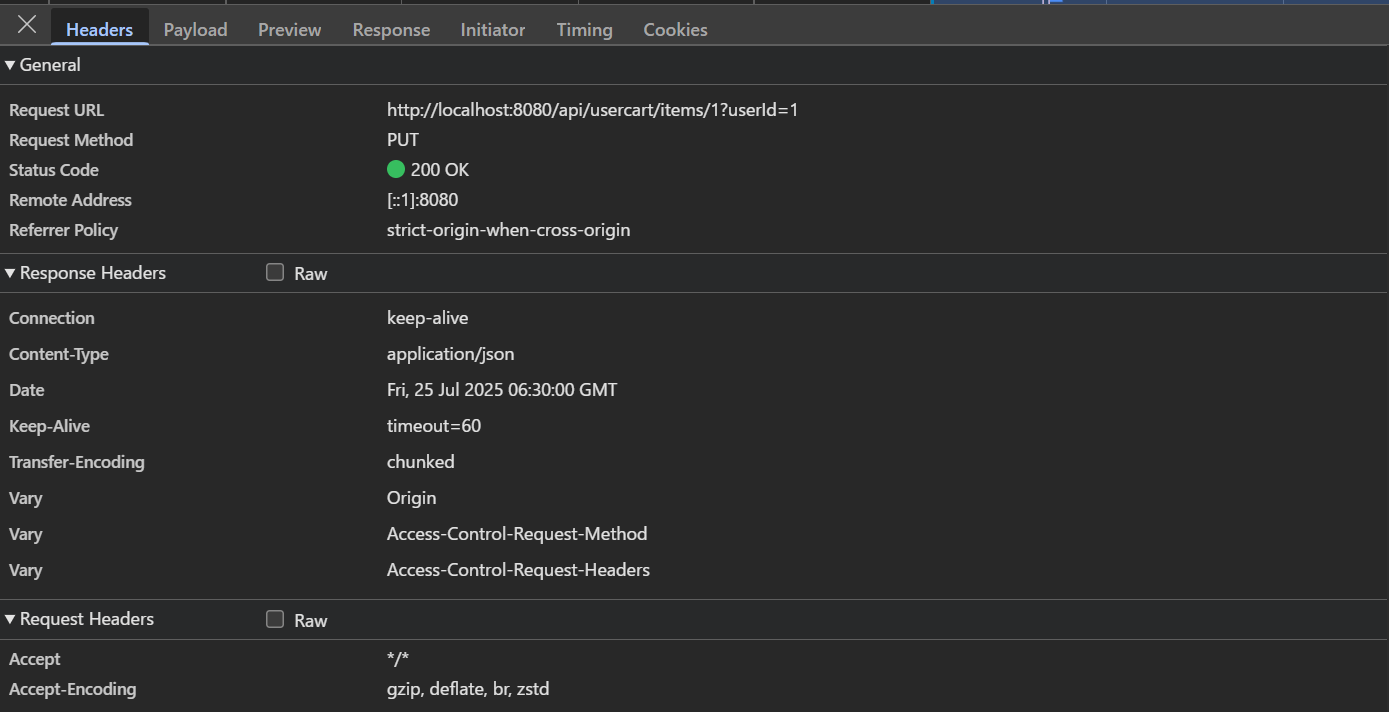 Headers Payload Preview Response Initiator Timing Cookies
General
Request URL http://localhost:8080/api/usercart/items/1?userId=1
Request Method PUT
Status Code 200 OK
Remote Address [::1]:8080
Referrer Policy strict-origin-when-cross-origin
Response Headers Raw
Connection keep-alive
Content-Type application/json
Date Fri, 25 Jul 2025 06:30:00 GMT
Keep-Alive timeout=60
Transfer-Encoding chunked
Vary Origin
Vary Access-Control-Request-Method
Vary Access-Control-Request-Headers
Request Headers Raw
Accept */*
Accept-Encoding gzip, deflate, br, zstd